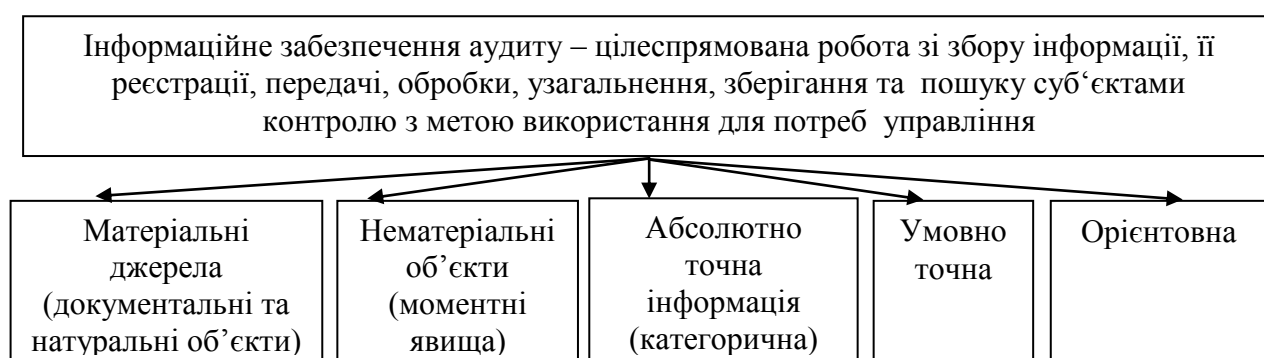 Інформаційне забезпечення аудиту – цілеспрямована робота зі збору інформації, її
реєстрації, передачі, обробки, узагальнення, зберігання та пошуку суб‘єктами
контролю з метою використання для потреб управління
Матеріальні
джерела
(документальні та
натуральні об’єкти)
Нематеріальні
об’єкти
(моментні
явища)
Абсолютно
точна
інформація
(категорична)
Умовно
точна
Орієнтовна